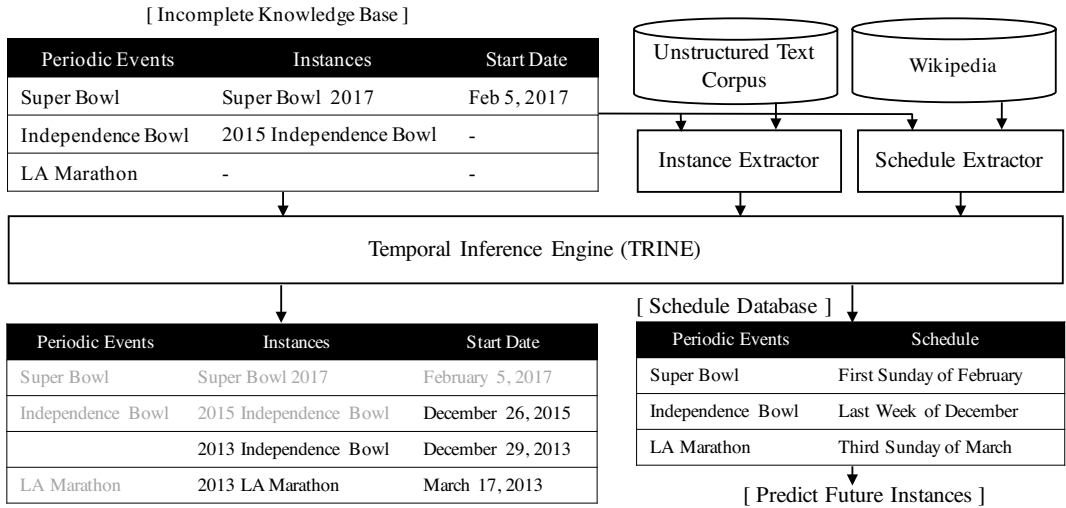 [ Incomplete Knowledge Base ]
Periodic Events Instances Start Date
Super Bowl Super Bowl 2017 Feb 5, 2017
Independence Bowl 2015 Independence Bowl -
LA Marathon - -
Unstructured Text
Corpus
Wikipedia
Instance Extractor
Schedule Extractor
Temporal Inference Engine (TRINE)
Periodic Events Instances Start Date
Super Bowl Super Bowl 2017 February 5, 2017
Independence Bowl 2015 Independence Bowl December 26, 2015
2013 Independence Bowl December 29, 2013
LA Marathon 2013 LA Marathon March 17, 2013
[ Schedule Database ]
Periodic Events Schedule
Super Bowl First Sunday of February
Independence Bowl Last Week of December
LA Marathon Third Sunday of March
[ Predict Future Instances ]